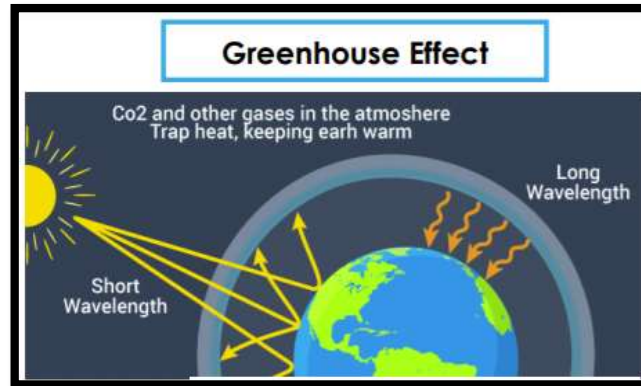 Greenhouse Effect
Co2 and other gases in the atmoshere
Trap heat, keeping earh warm
Long
Wavelength
Short
Wavelength